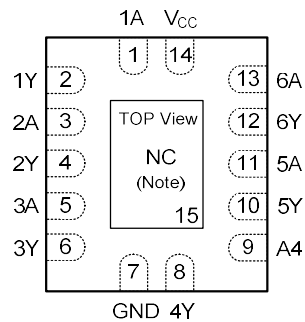 1A VCC
1 14
1Y 2 13 6A
2A 3 TOP View 12 6Y
2Y 4 NC 11 5A
(Note)
3A 5 10 5Y
15
3Y 6 9 A4
7 8
GND 4Y